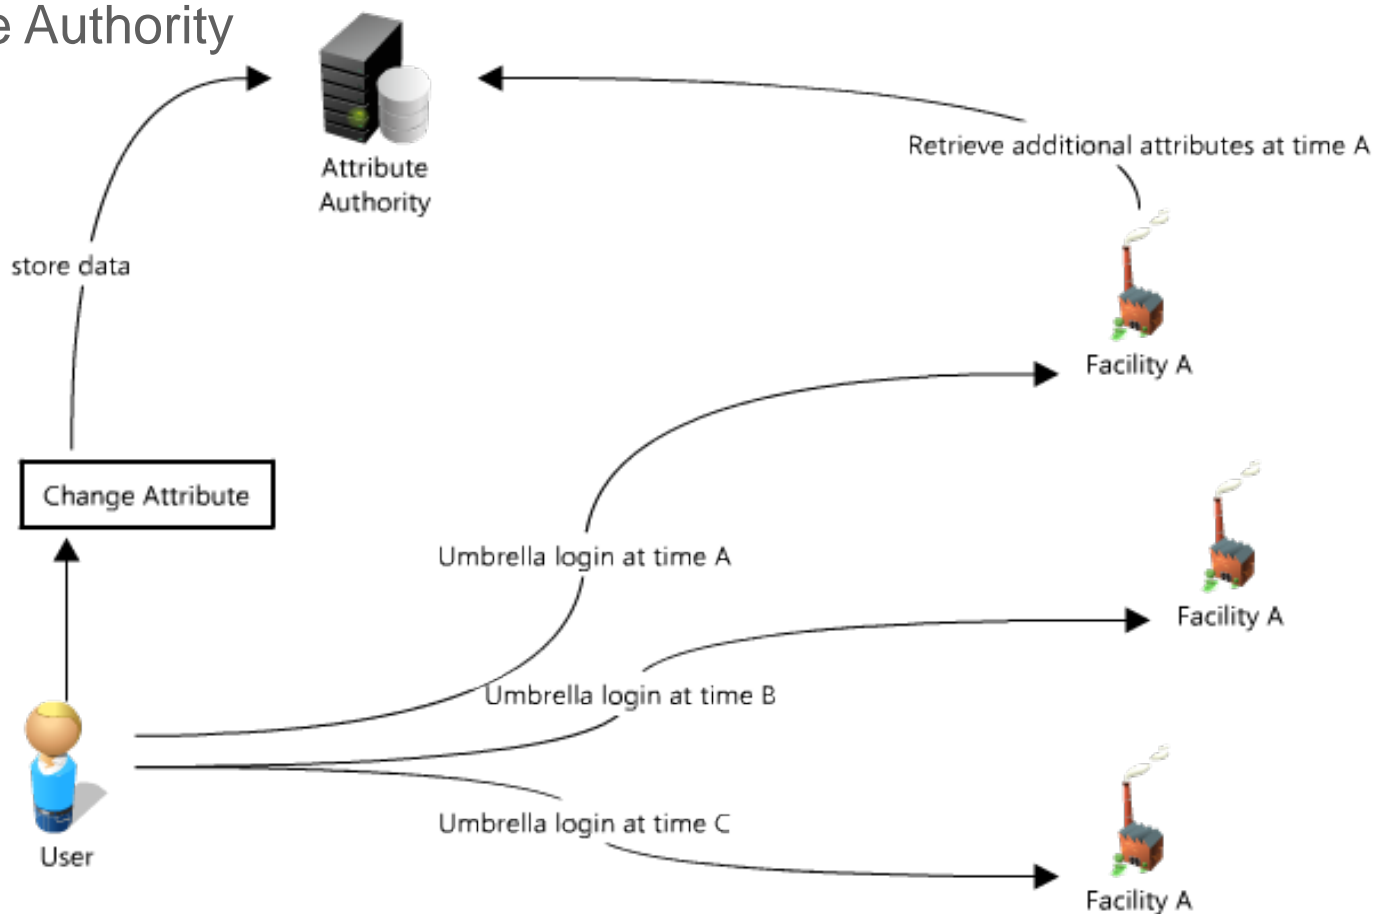 e Authority
Attribute
Authority
Retrieve additional attributes at time A
store data
Facility A
Change Attribute
Umbrella login at time A
Facility A
Umbrella login at time B
Umbrella login at time C
User
Facility A